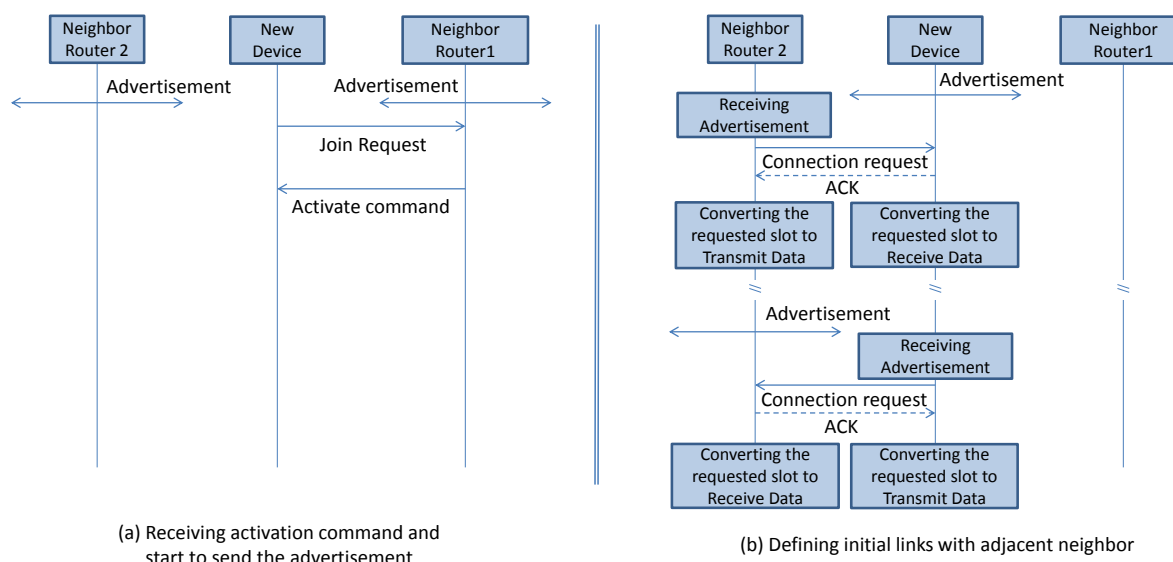 Neighbor
Router 2
New
Device
Neighbor
Router1
Advertisement
Advertisement
Join Request
Activate command
(a) Receiving activation command and
start to send the advertisement
Neighbor
Router 2
New
Device
Neighbor
Router1
Advertisement
Receiving
Advertisement
Connection request
ACK
Converting the
requested slot to
Transmit Data
Converting the
requested slot to
Receive Data
Advertisement
Receiving
Advertisement
Connection request
ACK
Converting the
requested slot to
Receive Data
Converting the
requested slot to
Transmit Data
(b) Defining initial links with adjacent neighbor